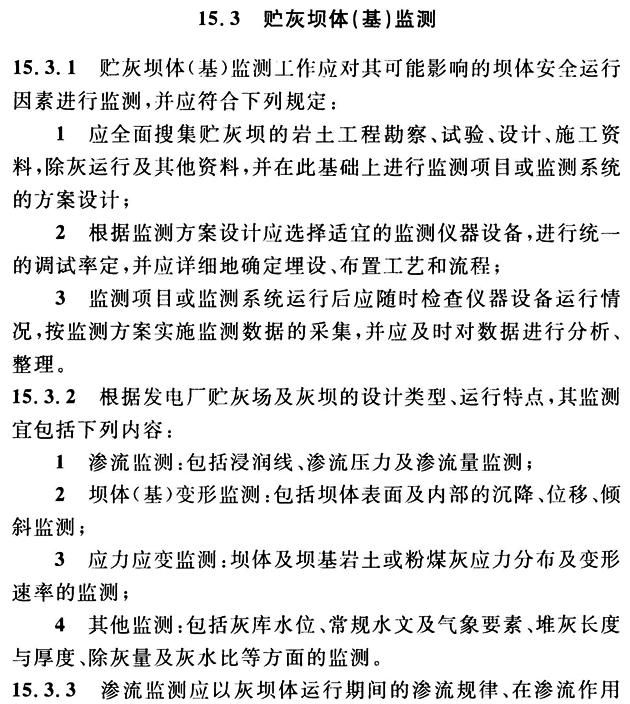 15.3 贮灰坝体(基)监测
15.3.1 贮灰坝体(基)监测工作应对其可能影响的坝体安全运行
因素进行监测,并应符合下列规定:
1 应全面搜集贮灰坝的岩土工程勘察、试验、设计、施工资
料,除灰运行及其他资料,并在此基础上进行监测项目或监测系统
的方案设计;
2 根据监测方案设计应选择适宜的监测仪器设备,进行统一
的调试率定,并应详细地确定埋设、布置工艺和流程;
3 监测项目或监测系统运行后应随时检查仪器设备运行情
况,按监测方案实施监测数据的采集,并应及时对数据进行分析、
整理。
15.3.2 根据发电厂贮灰场及灰坝的设计类型、运行特点,其监测
宜包括下列内容:
1 渗流监测:包括浸润线、渗流压力及渗流量监测;
2 坝体(基)变形监测:包括坝体表面及内部的沉降、位移、倾
斜监测;
3 应力应变监测:坝体及坝基岩土或粉煤灰应力分布及变形
速率的监测;
4 其他监测:包括灰库水位、常规水文及气象要素、堆灰长度
与厚度、除灰量及灰水比等方面的监测。
15.3.3 渗流监测应以灰坝体运行期间的渗流规律、在渗流作用